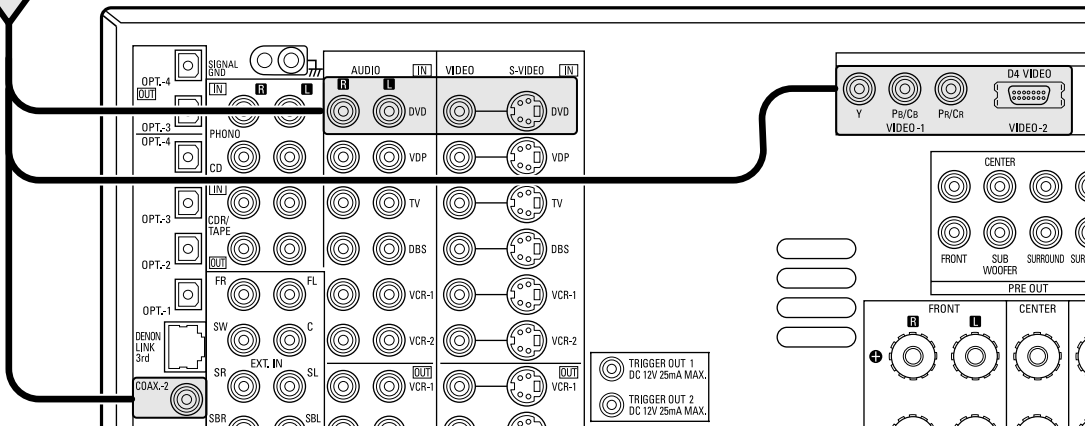 OPT.-4
OUT
OPT.-3
OPT.-4
OPT.-3
OPT.-2
OPT.-1
DENON
LINK
3rd
COAX.-2
SIGNAL
GND
IN
R L
PHONO
CD
IN
CDR/
TAPE
OUT
FR FL
SW C
EXT. IN
SR SL
SBR SBL
AUDIO IN VIDEO S-VIDEO IN
R L
DVD DVD
VDP VDP
TV TV
DBS DBS
VCR-1 VCR-1
VCR-2 VCR-2
OUT OUT
VCR-1 VCR-1
TRIGGER OUT 1
DC 12V 25mA MAX.
TRIGGER OUT 2
DC 12V 25mA MAX.
D4 VIDEO
Y PB/CB PR/CR
VIDEO-1 VIDEO-2
CENTER
FRONT SUB SURROUND SUR
WOOFER
PRE OUT
FRONT CENTER
R L